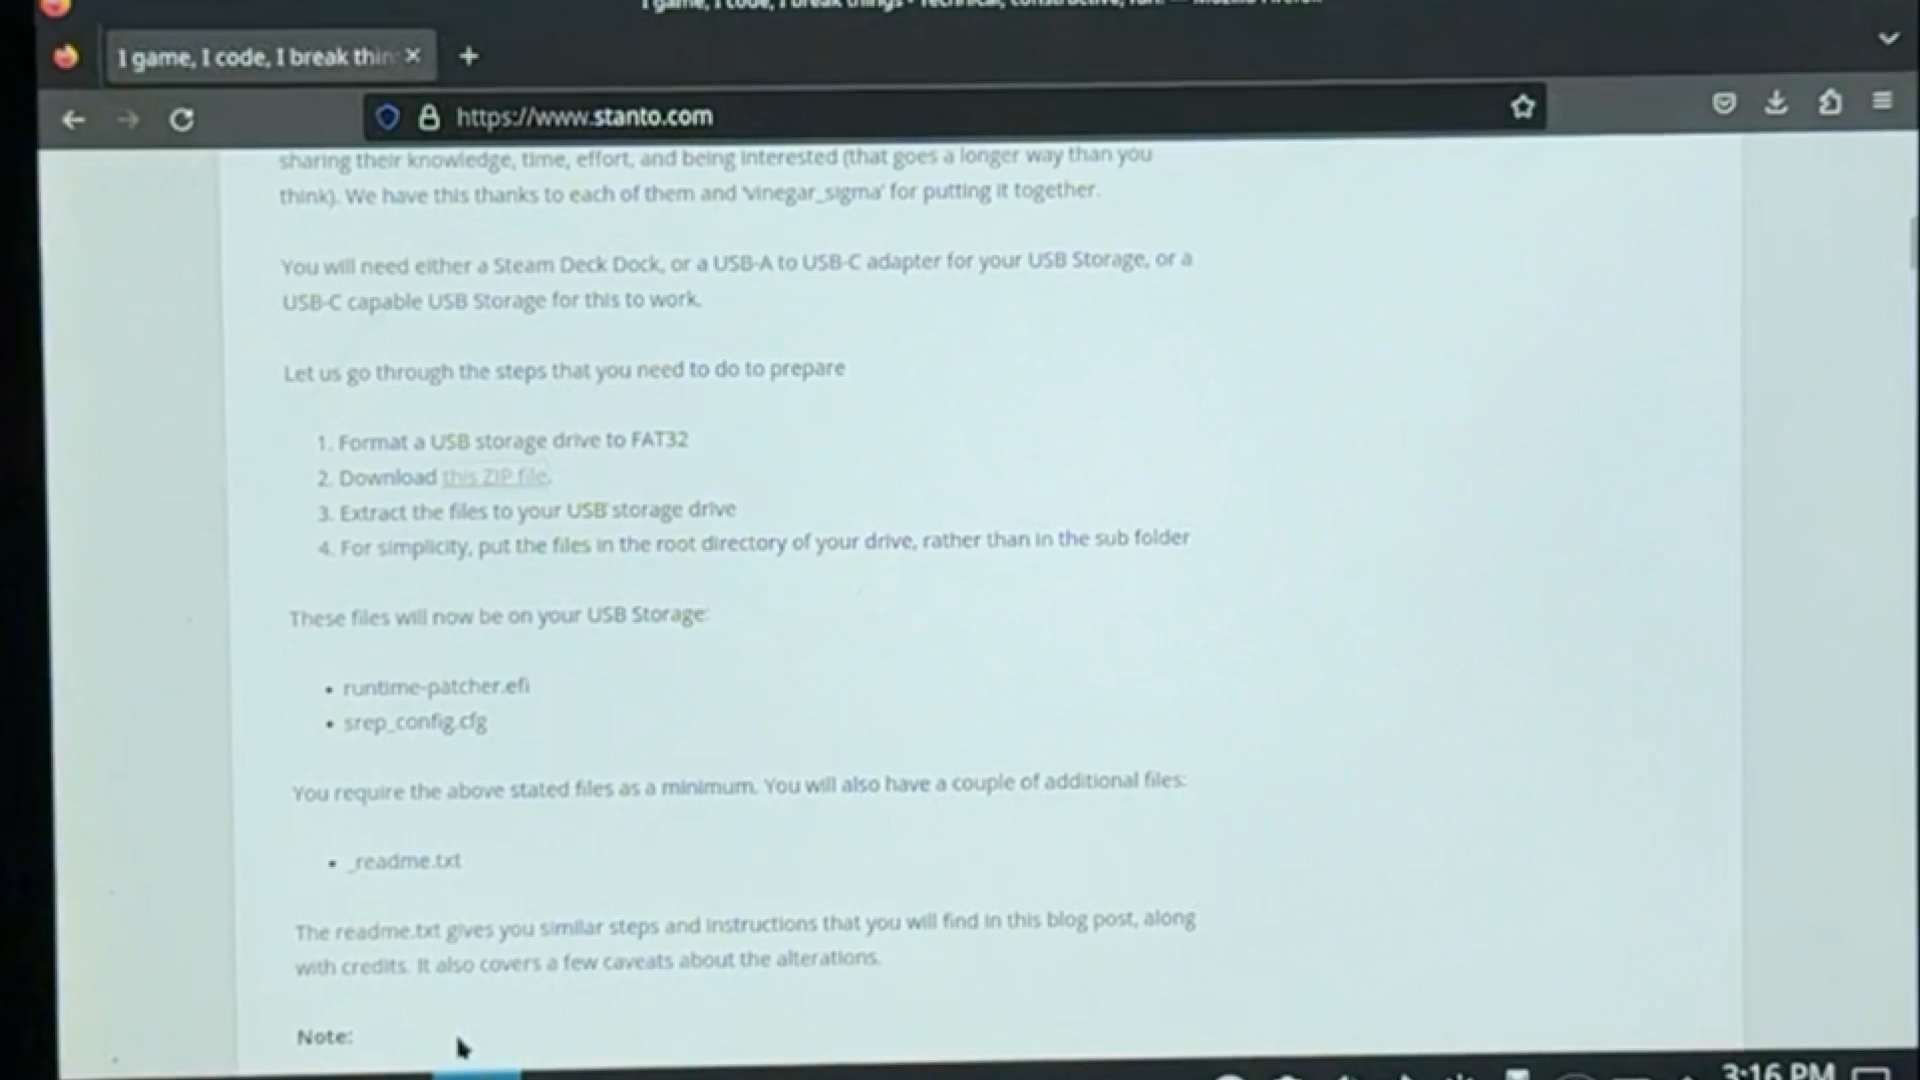 I game, I code, I break things - Technical, constructive, fun. — Mozilla Firefox
I game, I code, I break thin
https://www.stanto.com
sharing their knowledge, time, effort, and being interested (that goes a longer way than you
think). We have this thanks to each of them and 'vinegar_sigma' for putting it together.
You will need either a Steam Deck Dock, or a USB-A to USB-C adapter for your USB Storage, or a
USB-C capable USB Storage for this to work.
Let us go through the steps that you need to do to prepare
1. Format a USB storage drive to FAT32
2. Download this ZIP file.
3. Extract the files to your USB storage drive
4. For simplicity, put the files in the root directory of your drive, rather than in the sub folder
These files will now be on your USB Storage:
• runtime-patcher.efi
• srep_config.cfg
You require the above stated files as a minimum. You will also have a couple of additional files:
• _readme.txt
The readme.txt gives you similar steps and instructions that you will find in this blog post, along
with credits. It also covers a few caveats about the alterations.
Note:
3:16 PM